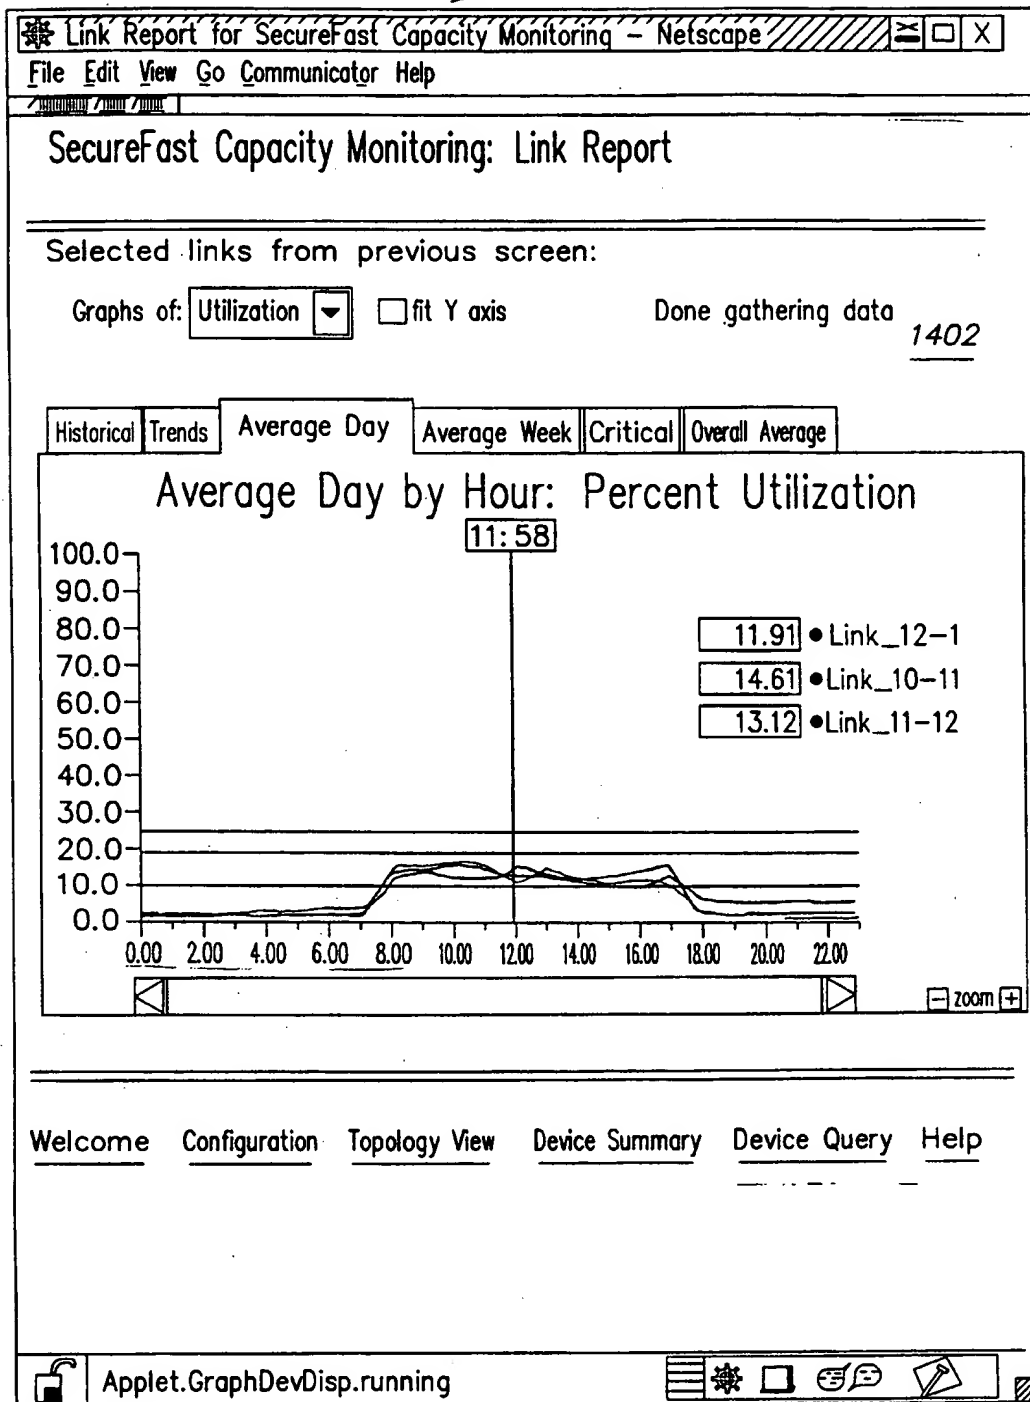 Link Report for SecureFast Capacity Monitoring – Netscape X
File Edit View Go Communicator Help
SecureFast Capacity Monitoring: Link Report
Selected links from previous screen:
Graphs of: Utilization fit Y axis Done gathering data
1402
Historical Trends Average Day Average Week Critical Overall Average
Average Day by Hour: Percent Utilization
11:58
100.0
90.0
80.0
70.0
60.0
50.0
40.0
30.0
20.0
10.0
0.0
11.91 Link_12–1
14.61 Link_10–11
13.12 Link_11–12
0.00 2.00 4.00 6.00 8.00 10.00 12.00 14.00 16.00 18.00 20.00 22.00
– zoom +
Welcome Configuration Topology View Device Summary Device Query Help
Applet.GraphDevDisp.running